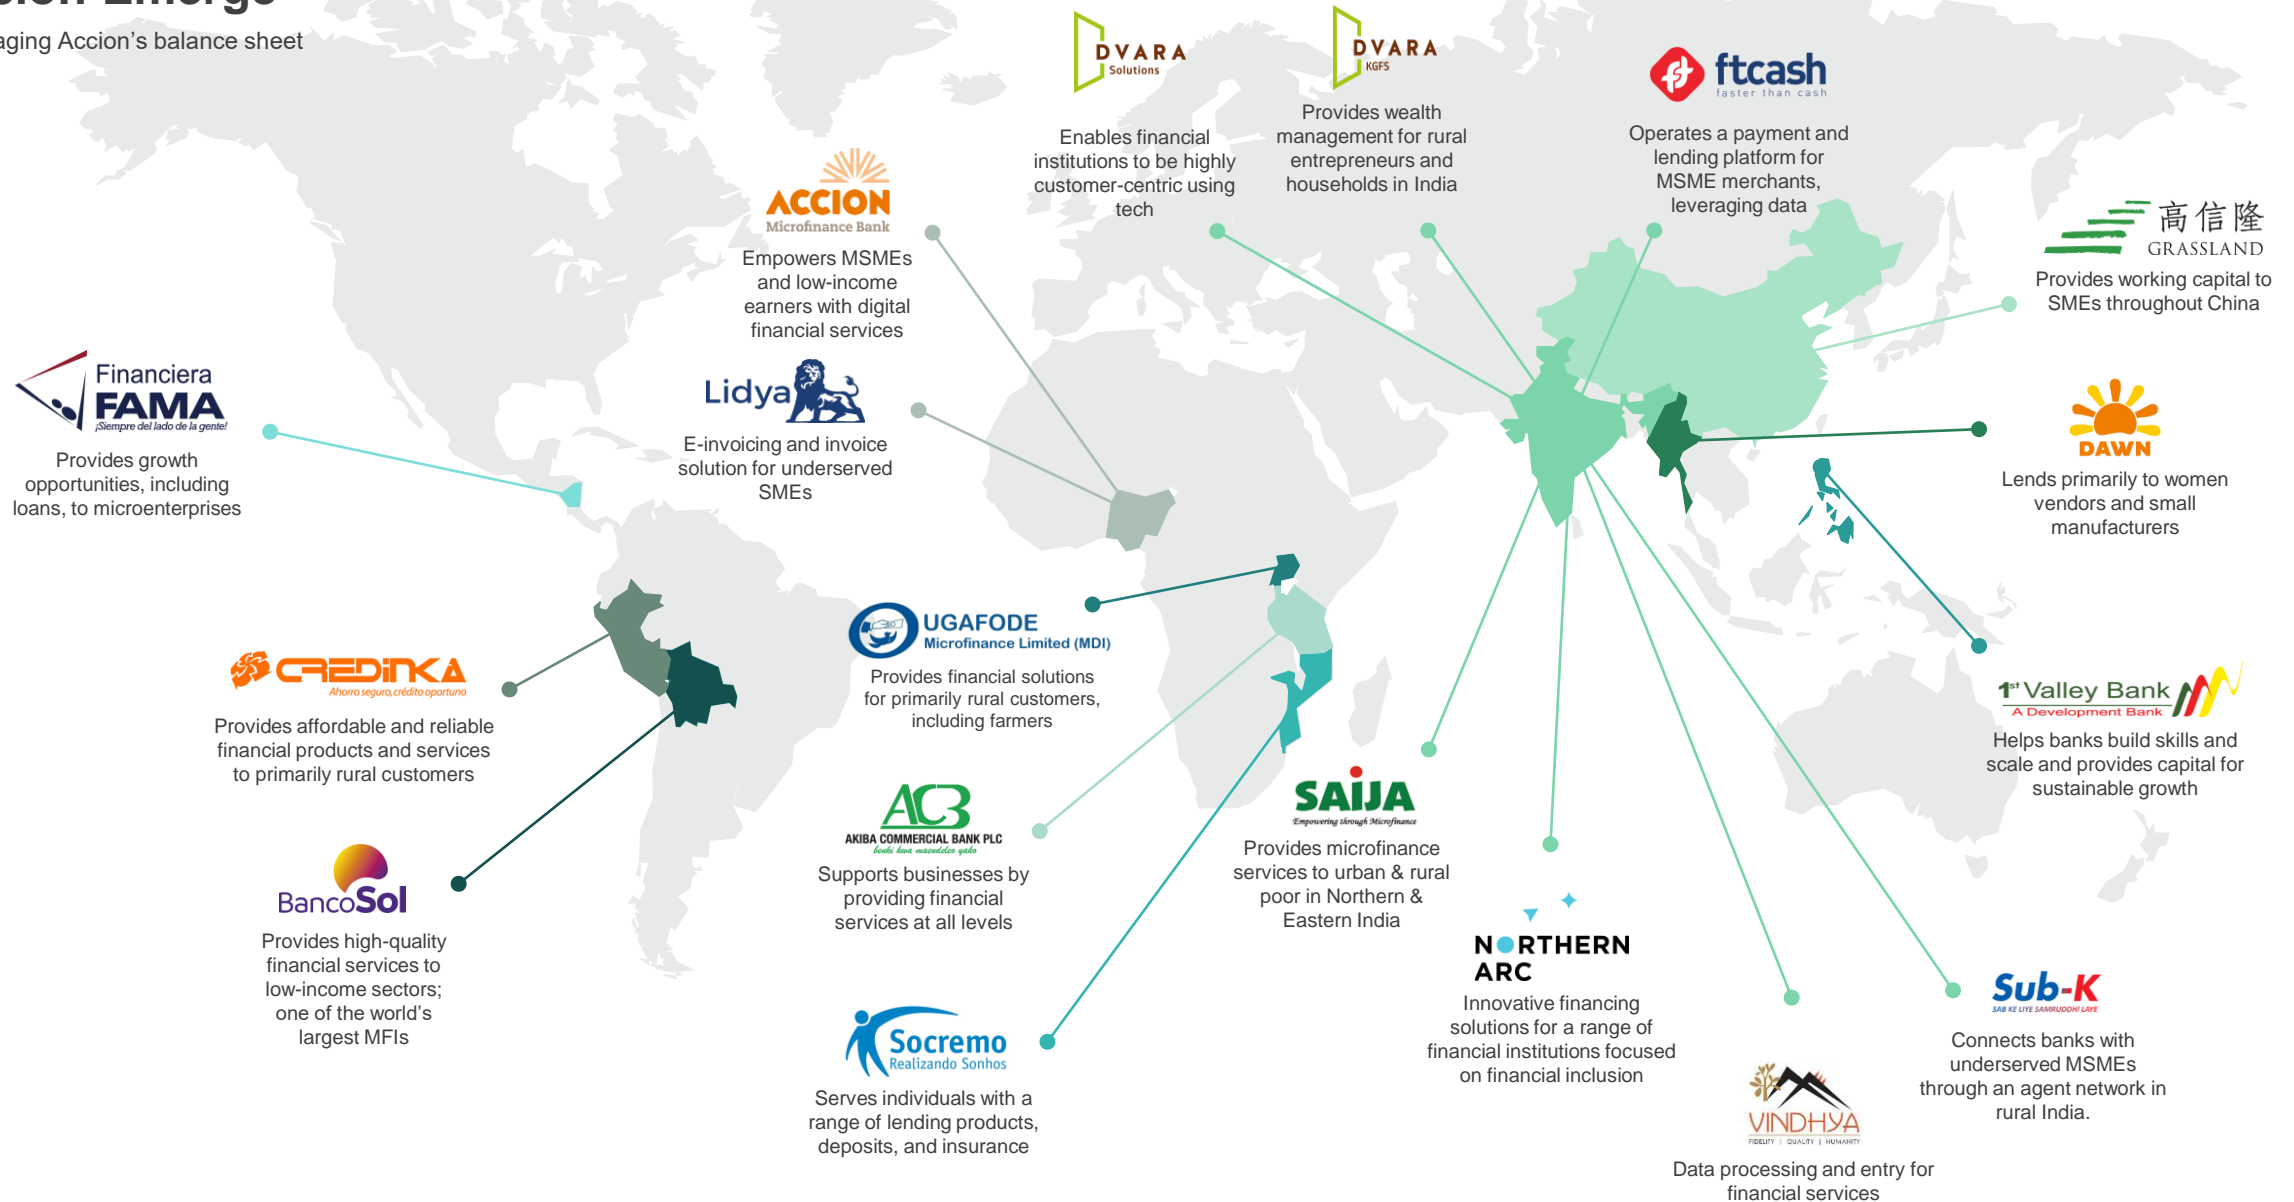 aging Accion's balance sheet
DVARA
Solutions
Enables financial
institutions to be highly
customer-centric using
tech
DVARA
KGFS
Provides wealth
management for rural
entrepreneurs and
households in India
ftcash
faster than cash
Operates a payment and
lending platform for
MSME merchants,
leveraging data
高信隆
GRASSLAND
Provides working capital to
SMEs throughout China
ACCION
Microfinance Bank
Empowers MSMEs
and low-income
earners with digital
financial services
Lidya
E-invoicing and invoice
solution for underserved
SMEs
Financiera
FAMA
¡Siempre del lado de la gente!
Provides growth
opportunities, including
loans, to microenterprises
DAWN
Lends primarily to women
vendors and small
manufacturers
UGAFODE
Microfinance Limited (MDI)
Provides financial solutions
for primarily rural customers,
including farmers
CREDINKA
Ahorro seguro, crédito oportuno
Provides affordable and reliable
financial products and services
to primarily rural customers
1st Valley Bank
A Development Bank
Helps banks build skills and
scale and provides capital for
sustainable growth
ACB
AKIBA COMMERCIAL BANK PLC
benki kwa maendeleo yako
Supports businesses by
providing financial
services at all levels
SAIJA
Empowering through Microfinance
Provides microfinance
services to urban & rural
poor in Northern &
Eastern India
BancoSol
Provides high-quality
financial services to
low-income sectors;
one of the world's
largest MFIs
NORTHERN
ARC
Innovative financing
solutions for a range of
financial institutions focused
on financial inclusion
Sub-K
SAB KE LIYE SAMRUDDHI LAYE
Connects banks with
underserved MSMEs
through an agent network in
rural India.
Socremo
Realizando Sonhos
Serves individuals with a
range of lending products,
deposits, and insurance
VINDHYA
FIDELITY | QUALITY | HUMANITY
Data processing and entry for
financial services